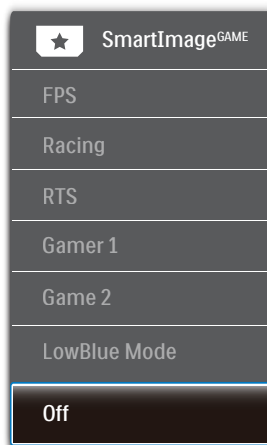 SmartImageGAME
FPS
Racing
RTS
Gamer 1
Game 2
LowBlue Mode
Off